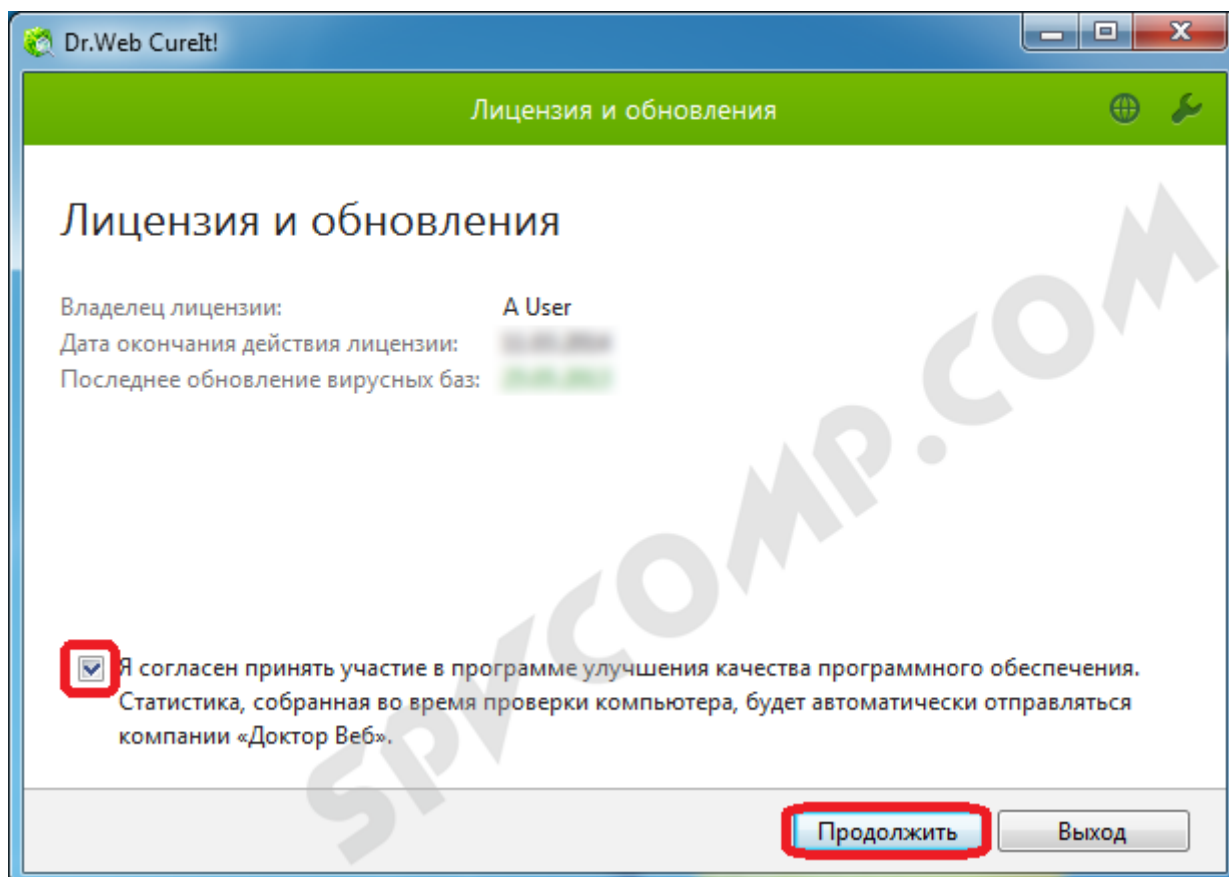 Dr.Web CureIt!
Лицензия и обновления
Лицензия и обновления
Владелец лицензии: A User
Дата окончания действия лицензии:
Последнее обновление вирусных баз:
SPVCOMP.COM
Я согласен принять участие в программе улучшения качества программного обеспечения.
Статистика, собранная во время проверки компьютера, будет автоматически отправляться
компании «Доктор Веб».
Продолжить Выход